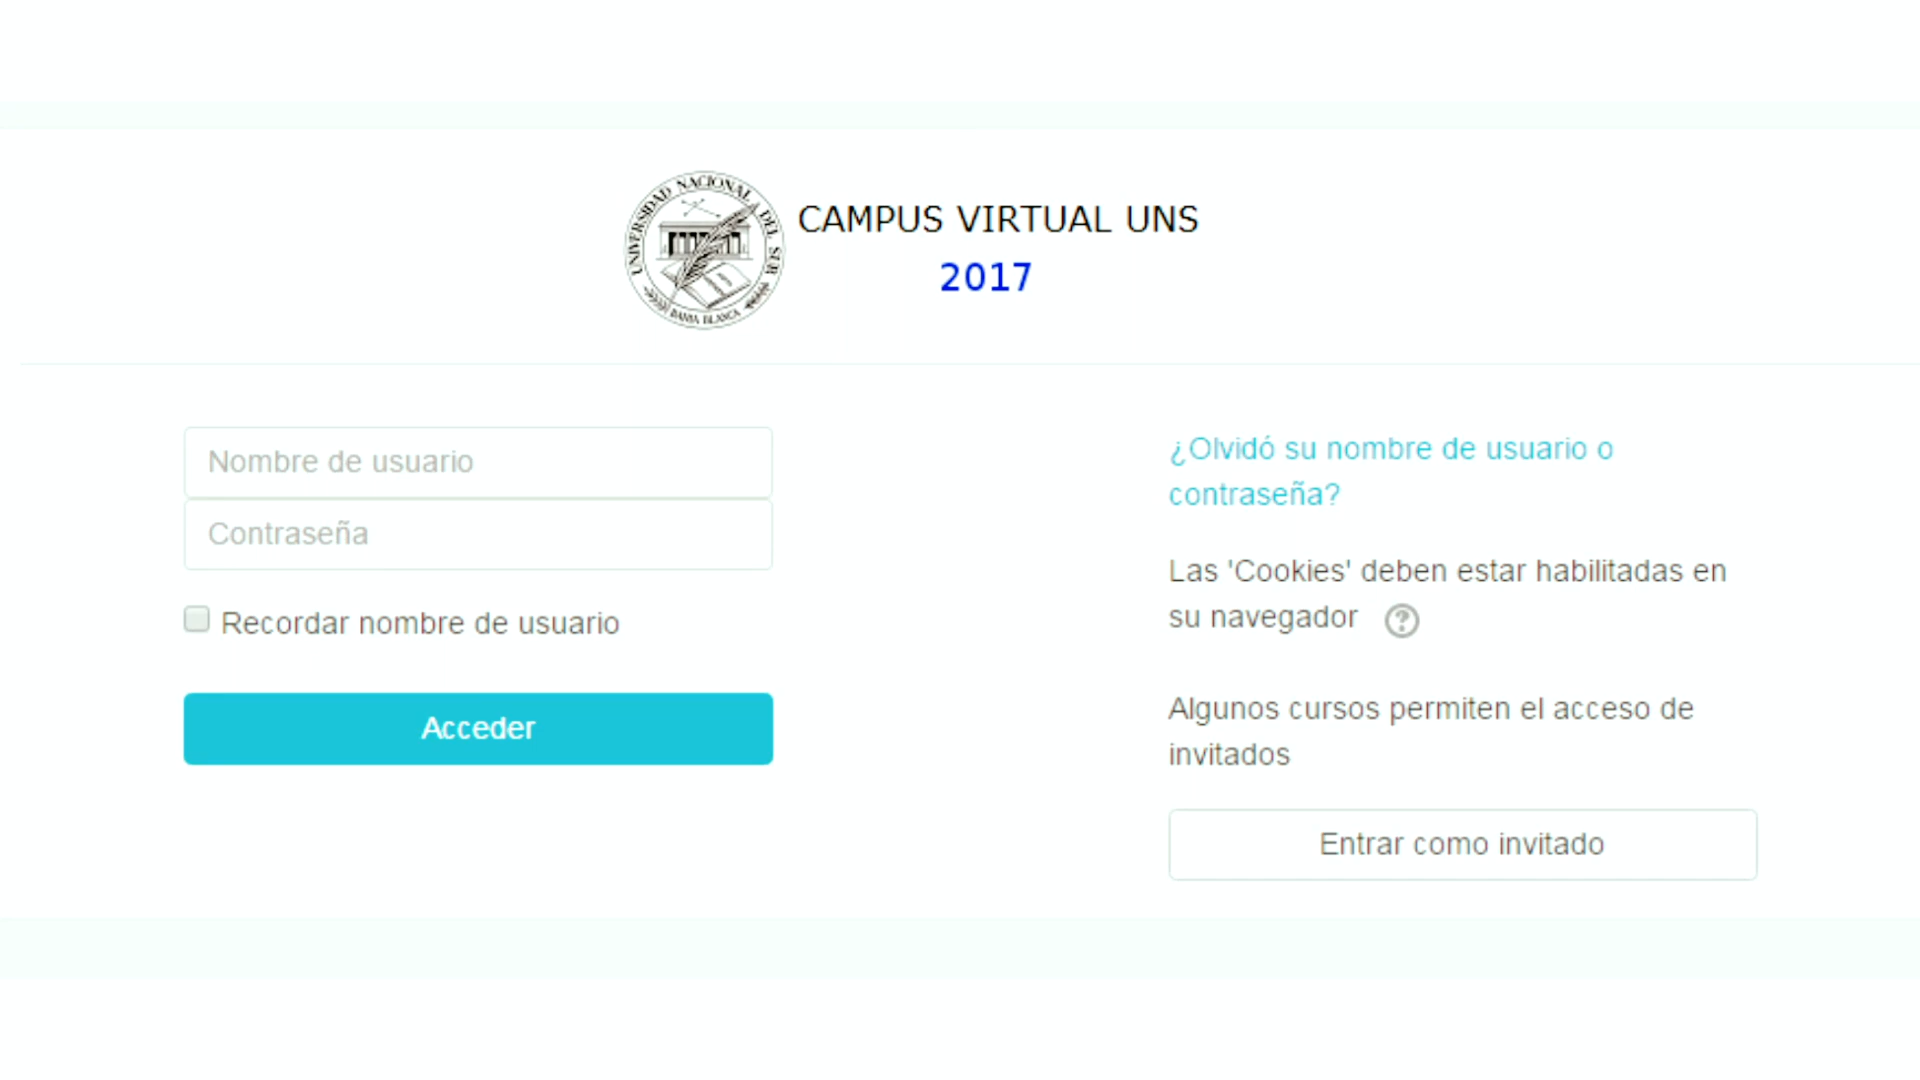 UNIVERSIDAD NACIONAL DEL SUR
BAHIA BLANCA
CAMPUS VIRTUAL UNS
2017
Nombre de usuario
Contraseña
Recordar nombre de usuario
Acceder
¿Olvidó su nombre de usuario o
contraseña?
Las 'Cookies' deben estar habilitadas en
su navegador ?
Algunos cursos permiten el acceso de
invitados
Entrar como invitado